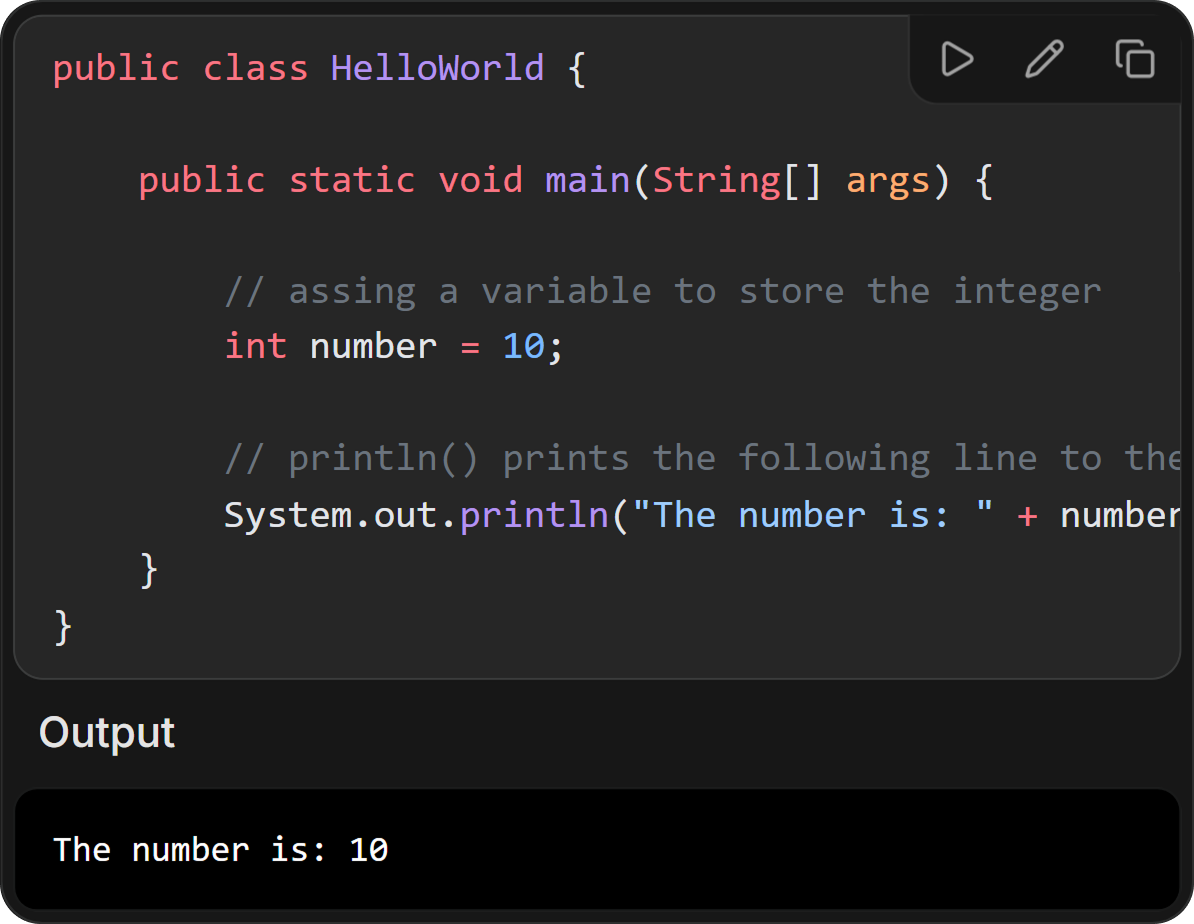 public class HelloWorld {
public static void main(String[] args) {
// assing a variable to store the integer
int number = 10;
// println() prints the following line to the
System.out.println("The number is: " + number
}
}
Output
The number is: 10